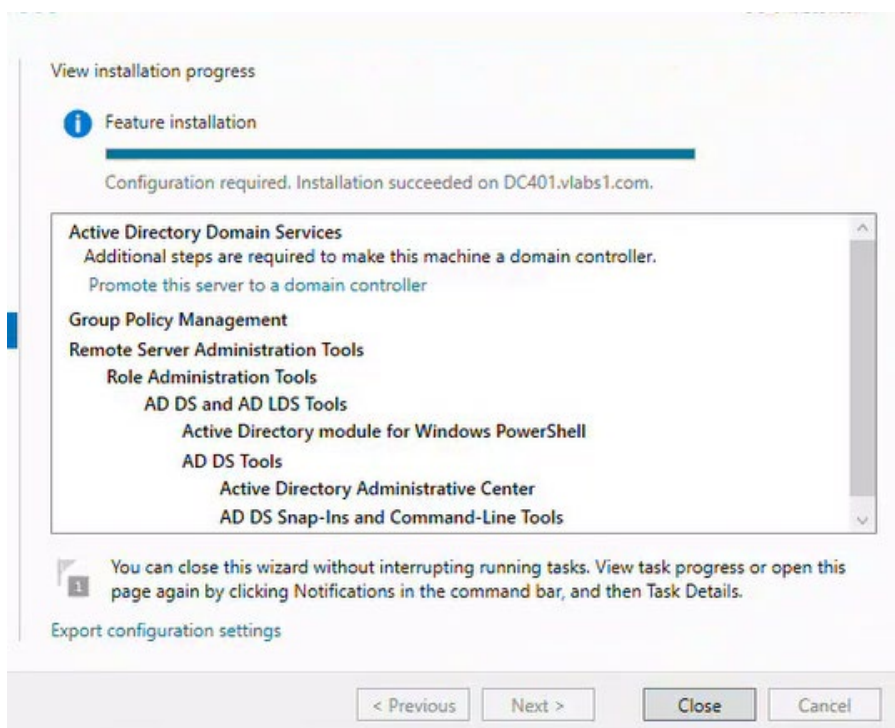 View installation progress
Feature installation
Configuration required. Installation succeeded on DC401.vlabs1.com.
Active Directory Domain Services
Additional steps are required to make this machine a domain controller.
Promote this server to a domain controller
Group Policy Management
Remote Server Administration Tools
Role Administration Tools
AD DS and AD LDS Tools
Active Directory module for Windows PowerShell
AD DS Tools
Active Directory Administrative Center
AD DS Snap-Ins and Command-Line Tools
1
You can close this wizard without interrupting running tasks. View task progress or open this
page again by clicking Notifications in the command bar, and then Task Details.
Export configuration settings
< Previous Next > Close Cancel